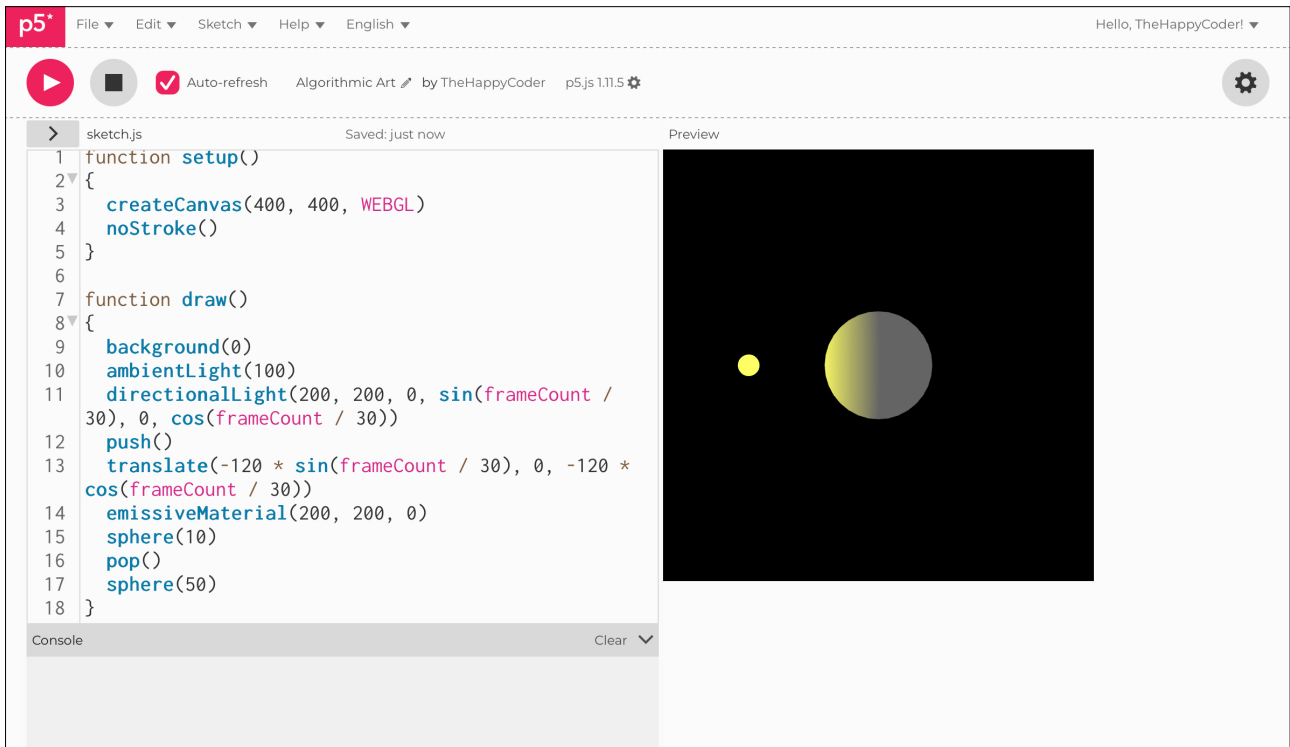 p5* File Edit Sketch Help English Hello, TheHappyCoder!
Auto-refresh Algorithmic Art by TheHappyCoder p5.js 1.11.5
sketch.js Saved: just now Preview
1 function setup()
2 {
3   createCanvas(400, 400, WEBGL)
4   noStroke()
5 }
6
7 function draw()
8 {
9   background(0)
10   ambientLight(100)
11   directionalLight(200, 200, 0, sin(frameCount /
30), 0, cos(frameCount / 30))
12   push()
13   translate(-120 * sin(frameCount / 30), 0, -120 *
cos(frameCount / 30))
14   emissiveMaterial(200, 200, 0)
15   sphere(10)
16   pop()
17   sphere(50)
18 }
Console Clear